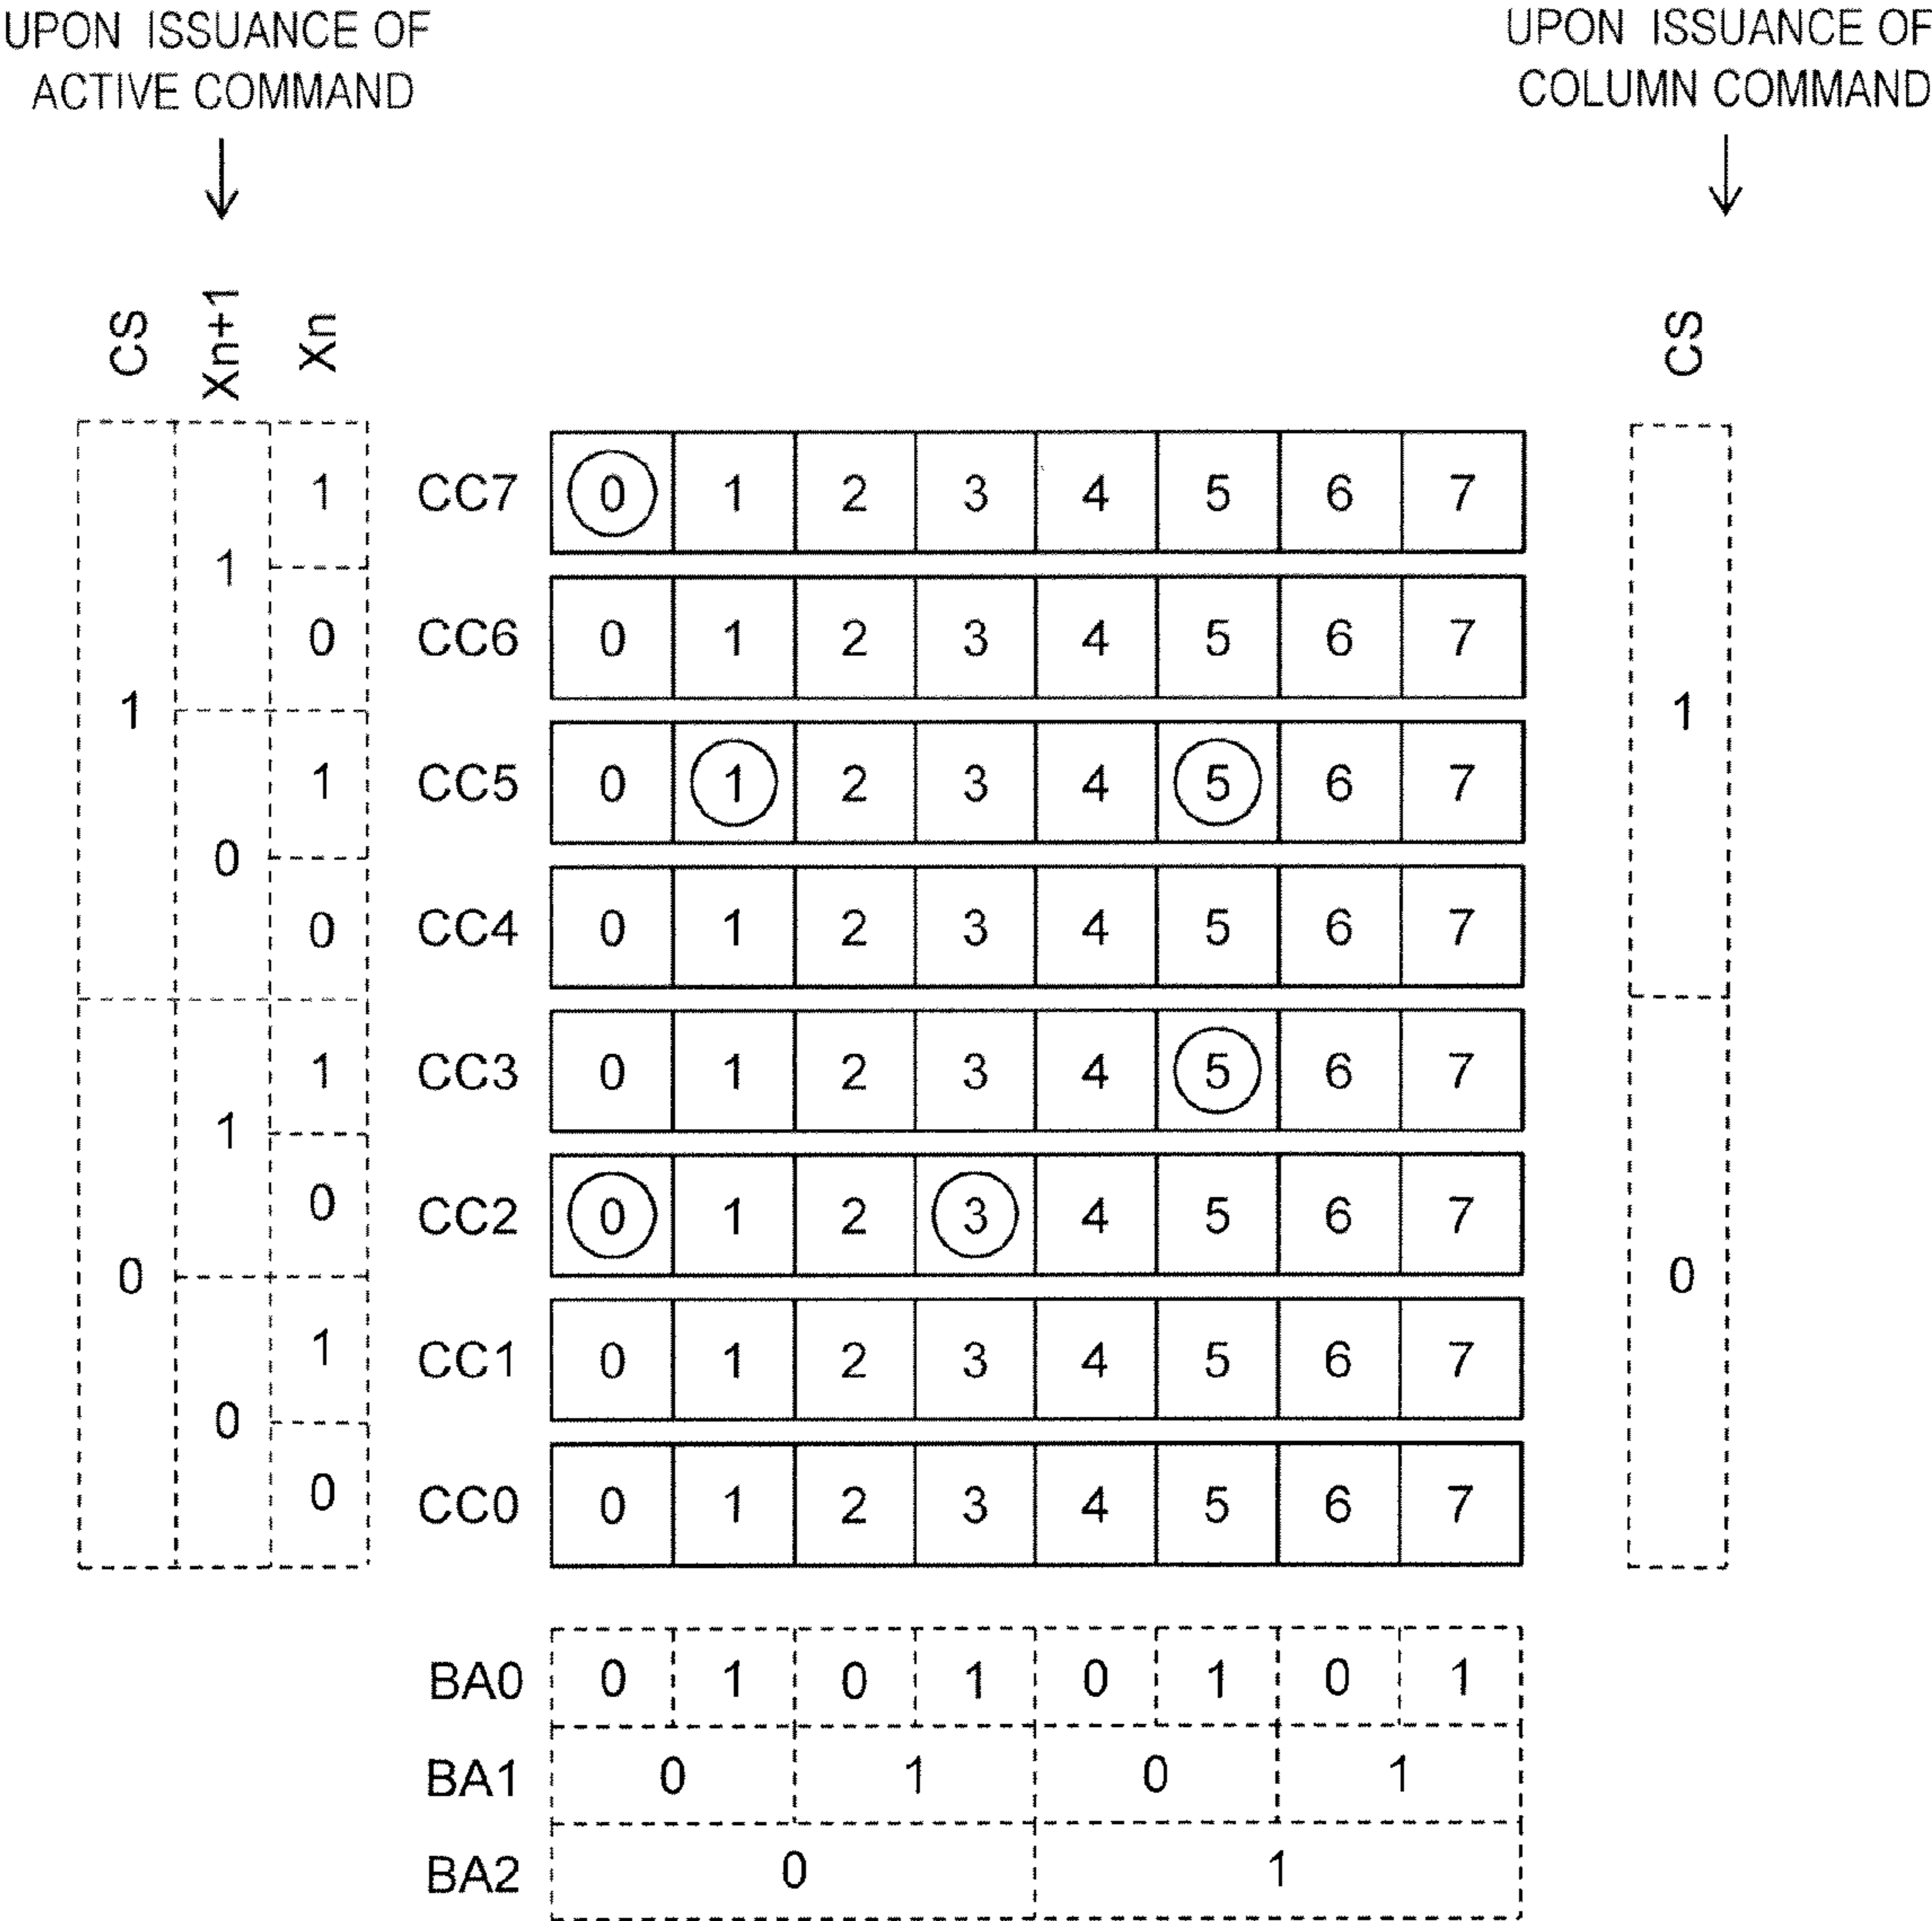 UPON ISSUANCE OF
ACTIVE COMMAND
UPON ISSUANCE OF
COLUMN COMMAND
CS Xn+1 Xn CS
1 CC7 0 1 2 3 4 5 6 7
1
0 CC6 0 1 2 3 4 5 6 7
1 1
1 CC5 0 1 2 3 4 5 6 7
0
0 CC4 0 1 2 3 4 5 6 7
1 CC3 0 1 2 3 4 5 6 7
1
0 CC2 0 1 2 3 4 5 6 7
0 0
1 CC1 0 1 2 3 4 5 6 7
0
0 CC0 0 1 2 3 4 5 6 7
BA0 0 1 0 1 0 1 0 1
BA1 0 1 0 1
BA2 0 1